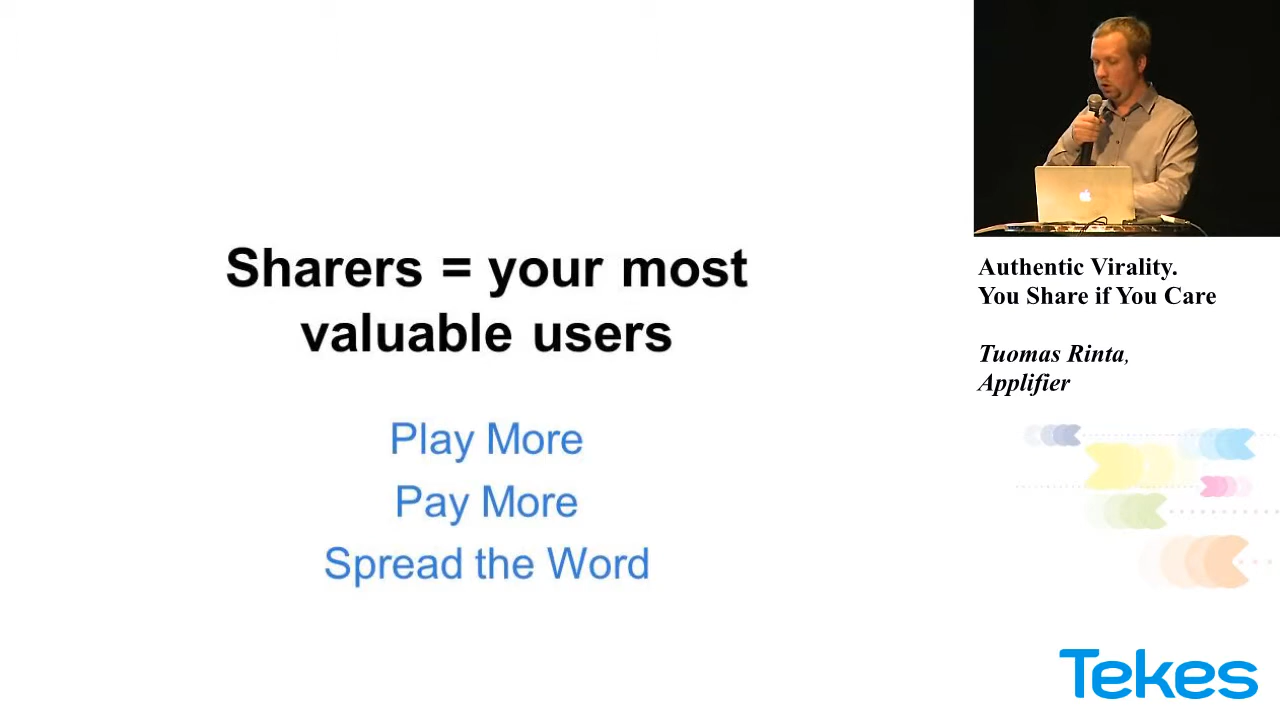 Sharers = your most
valuable users
Play More
Pay More
Spread the Word
Authentic Virality.
You Share if You Care
Tuomas Rinta,
Applifier
Tekes